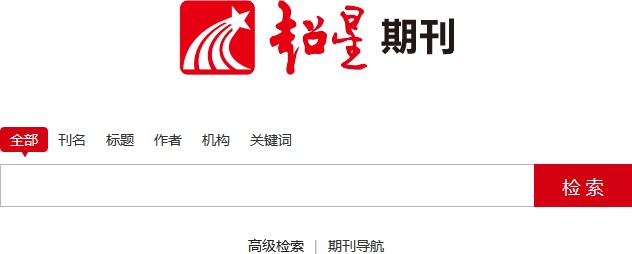 超星期刊
全部 刊名 标题 作者 机构 关键词
检索
高级检索 | 期刊导航